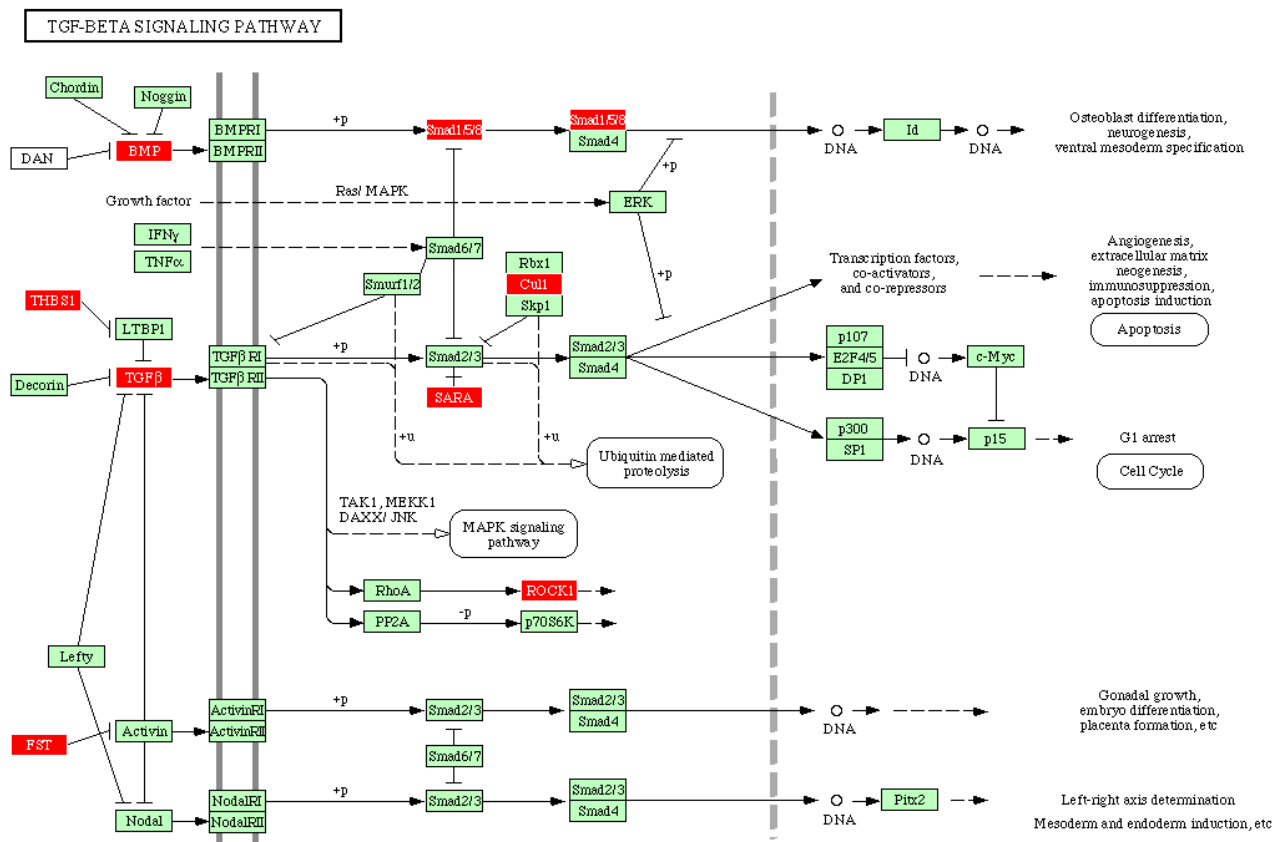 TGF-BETA SIGNALING PATHWAY
Chordin
Noggin
DAN
BMP
BMPRI
BMPRII
+p
Smad1/5/8
Smad1/5/8
Smad4
DNA
Id
DNA
Osteoblast differentiation,
neurogenesis,
ventral mesoderm specification
+p
Growth factor
Ras/ MAPK
ERK
IFNγ
TNFα
Smad6/7
Smurf1/2
Rbx1
Cul1
Skp1
+p
Transcription factors,
co-activators,
and co-repressors
Angiogenesis,
extracellular matrix
neogenesis,
immunosuppression,
apoptosis induction
Apoptosis
THBS1
LTBP1
Decorin
TGFβ
TGFβ RI
TGFβ RII
+p
Smad2/3
SARA
Smad2/3
Smad4
p107
E2F4/5
DP1
DNA
c-Myc
p300
SP1
DNA
p15
G1 arrest
Cell Cycle
+u
+u
Ubiquitin mediated
proteolysis
TAK1, MEKK1
DAXX/ JNK
MAPK signaling
pathway
RhoA
ROCK1
PP2A
-p
p70S6K
Lefty
FST
Activin
ActivinRI
ActivinRII
+p
Smad2/3
Smad2/3
Smad4
DNA
Gonadal growth,
embryo differentiation,
placenta formation, etc
Smad6/7
Nodal
NodalRI
NodalRII
+p
Smad2/3
Smad2/3
Smad4
DNA
Pitx2
Left-right axis determination
Mesoderm and endoderm induction, etc